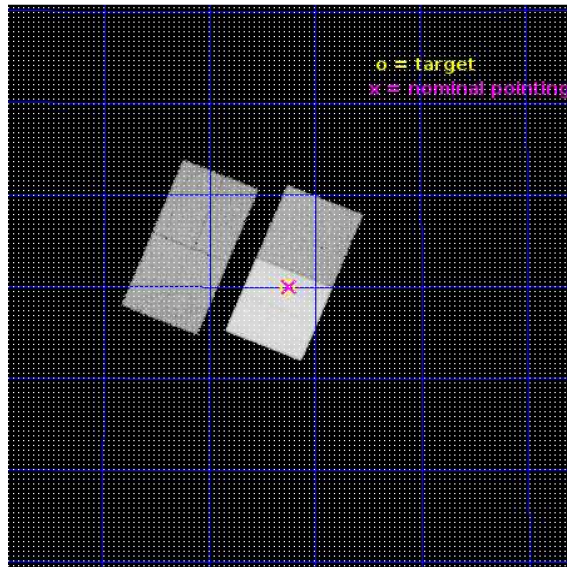 o = target
x = nominal pointing